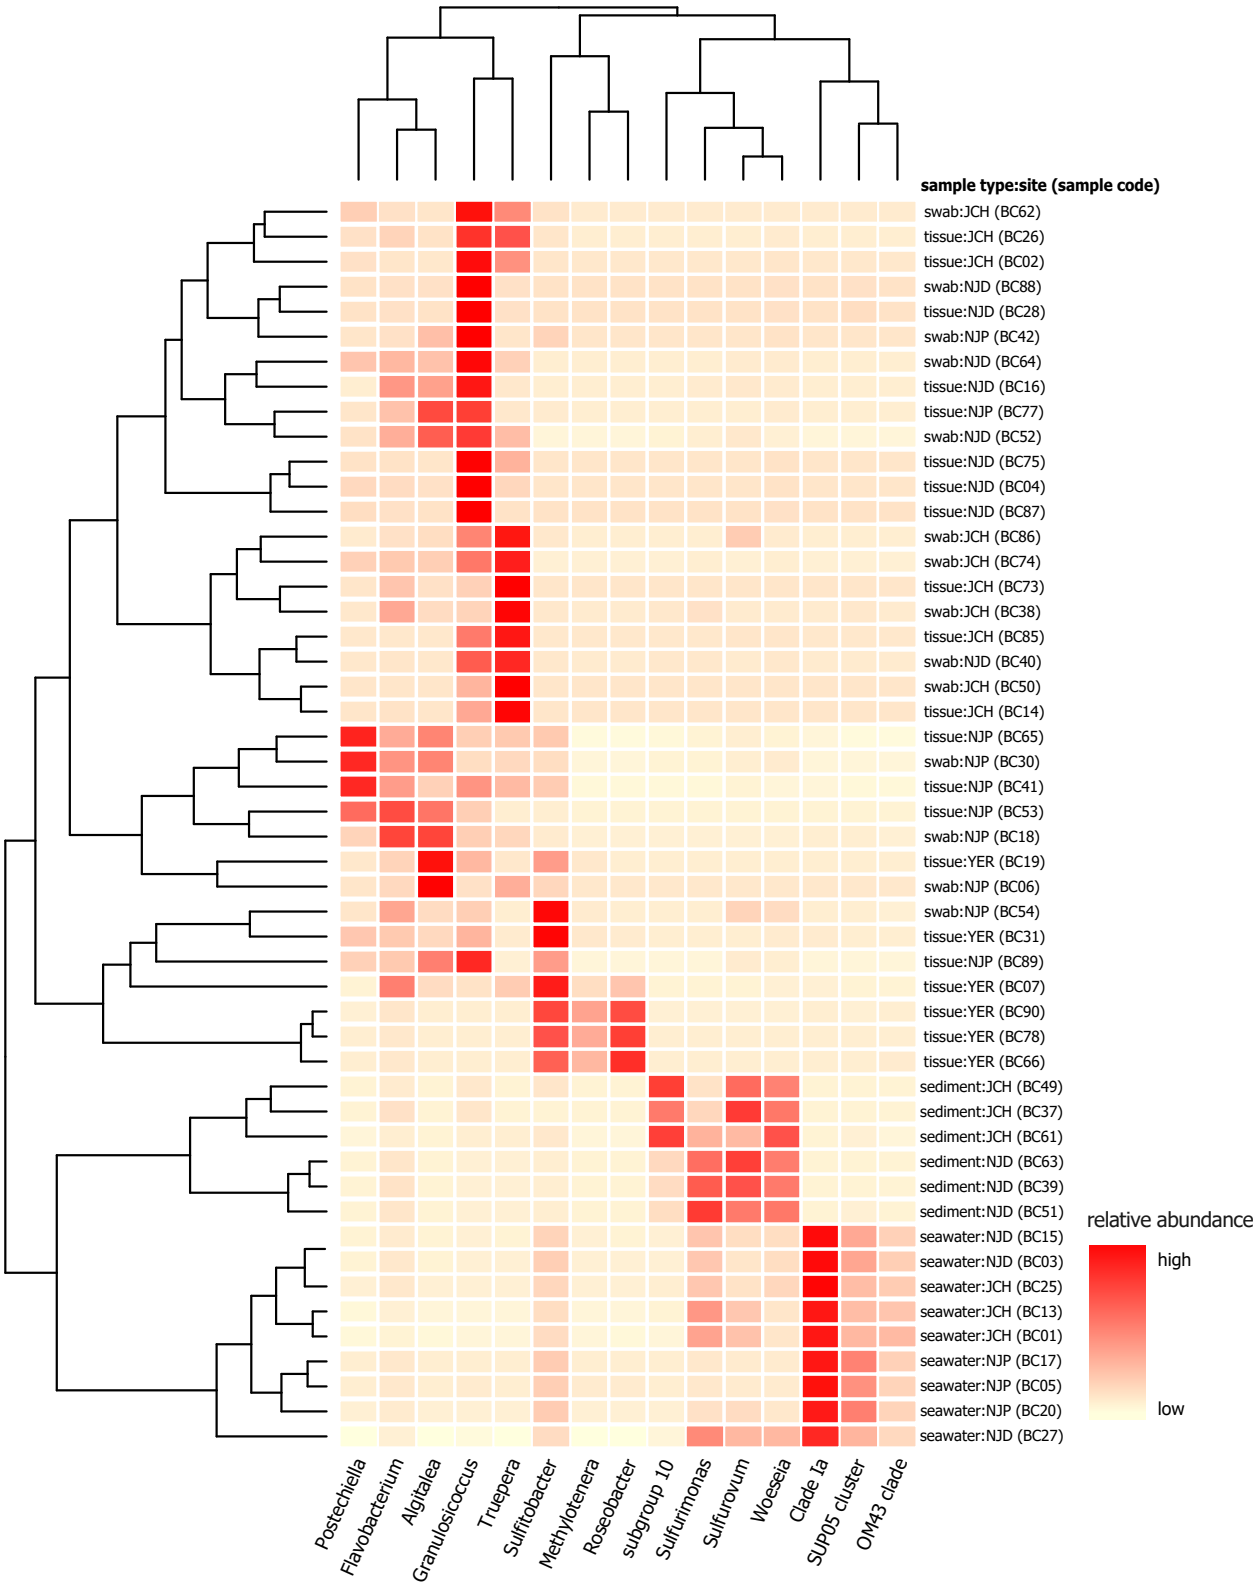 sample type:site (sample code)
swab:JCH (BC62)
tissue:JCH (BC26)
tissue:JCH (BC02)
swab:NJD (BC88)
tissue:NJD (BC28)
swab:NJP (BC42)
swab:NJD (BC64)
tissue:NJD (BC16)
tissue:NJP (BC77)
swab:NJD (BC52)
tissue:NJD (BC75)
tissue:NJD (BC04)
tissue:NJD (BC87)
swab:JCH (BC86)
swab:JCH (BC74)
tissue:JCH (BC73)
swab:JCH (BC38)
tissue:JCH (BC85)
swab:NJD (BC40)
swab:JCH (BC50)
tissue:JCH (BC14)
tissue:NJP (BC65)
swab:NJP (BC30)
tissue:NJP (BC41)
tissue:NJP (BC53)
swab:NJP (BC18)
tissue:YER (BC19)
swab:NJP (BC06)
swab:NJP (BC54)
tissue:YER (BC31)
tissue:NJP (BC89)
tissue:YER (BC07)
tissue:YER (BC90)
tissue:YER (BC78)
tissue:YER (BC66)
sediment:JCH (BC49)
sediment:JCH (BC37)
sediment:JCH (BC61)
sediment:NJD (BC63)
sediment:NJD (BC39)
sediment:NJD (BC51)
seawater:NJD (BC15)
seawater:NJD (BC03)
seawater:JCH (BC25)
seawater:JCH (BC13)
seawater:JCH (BC01)
seawater:NJP (BC17)
seawater:NJP (BC05)
seawater:NJP (BC20)
seawater:NJD (BC27)
relative abundance
high
low
Postechiella
Flavobacterium
Algitalea
Granulosicoccus
Truepera
Sulfitobacter
Methylotenera
Roseobacter
subgroup 10
Sulfurimonas
Sulfurovum
Woeseia
Clade Ia
SUP05 cluster
OM43 clade